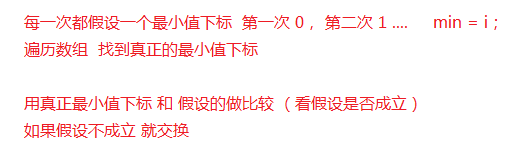 每一次都假设一个最小值下标  第一次 0 ，第二次 1 ....     min = i ;
遍历数组  找到真正的最小值下标
用真正最小值下标 和 假设的做比较 （ 看假设是否成立 ）
如果假设不成立 就交换